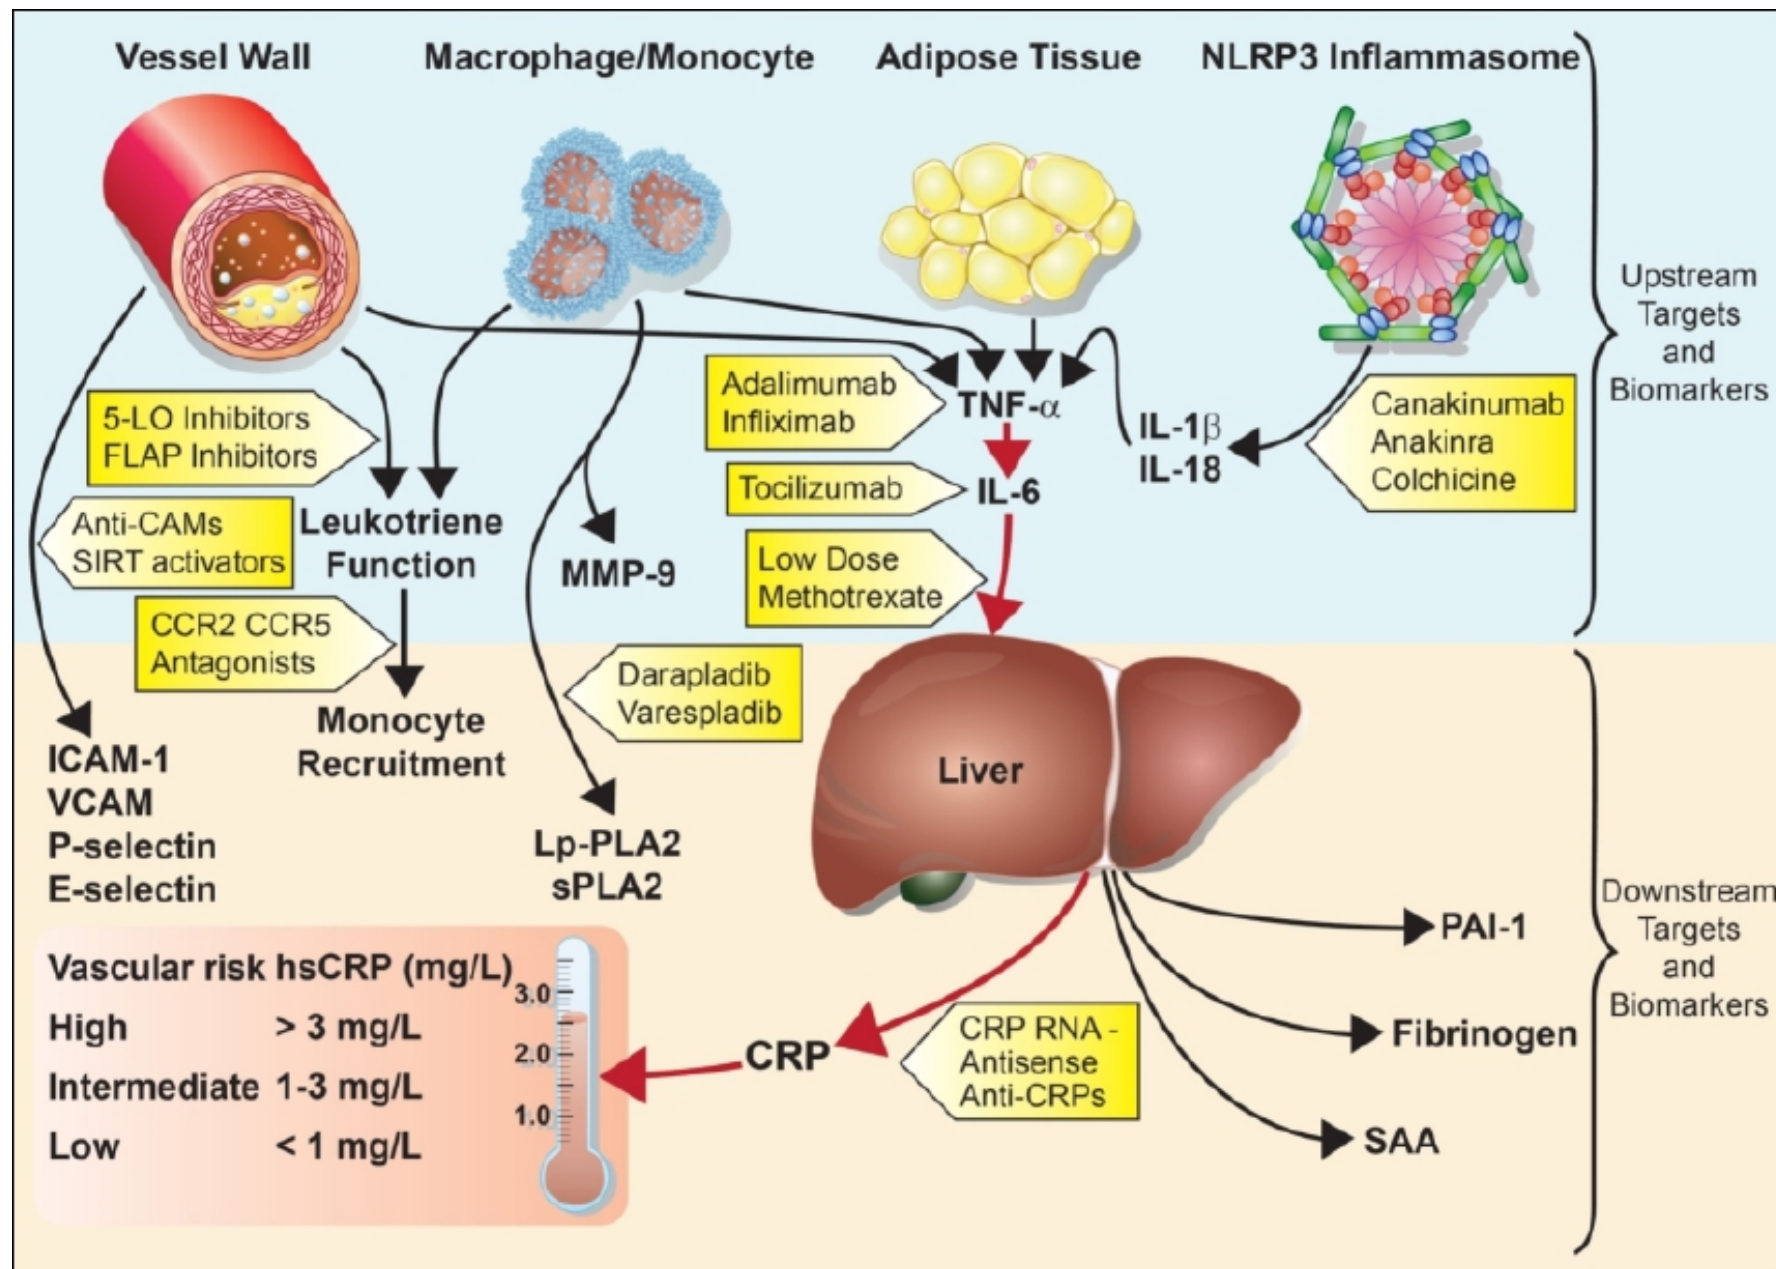 Vessel Wall
Macrophage/Monocyte
Adipose Tissue
NLRP3 Inflammasome
Upstream
Targets
and
Biomarkers
Adalimumab
Infliximab
TNF-α
IL-1β
IL-18
Canakinumab
Anakinra
Colchicine
5-LO Inhibitors
FLAP Inhibitors
Tocilizumab
IL-6
Anti-CAMs
SIRT activators
Leukotriene
Function
MMP-9
Low Dose
Methotrexate
CCR2 CCR5
Antagonists
Darapladib
Varespladib
Monocyte
Recruitment
ICAM-1
VCAM
P-selectin
E-selectin
Lp-PLA2
sPLA2
Liver
Downstream
Targets
and
Biomarkers
PAI-1
Fibrinogen
SAA
CRP
CRP RNA -
Antisense
Anti-CRPs
Vascular risk hsCRP (mg/L)
High > 3 mg/L
Intermediate 1-3 mg/L
Low < 1 mg/L
3.0
2.0
1.0